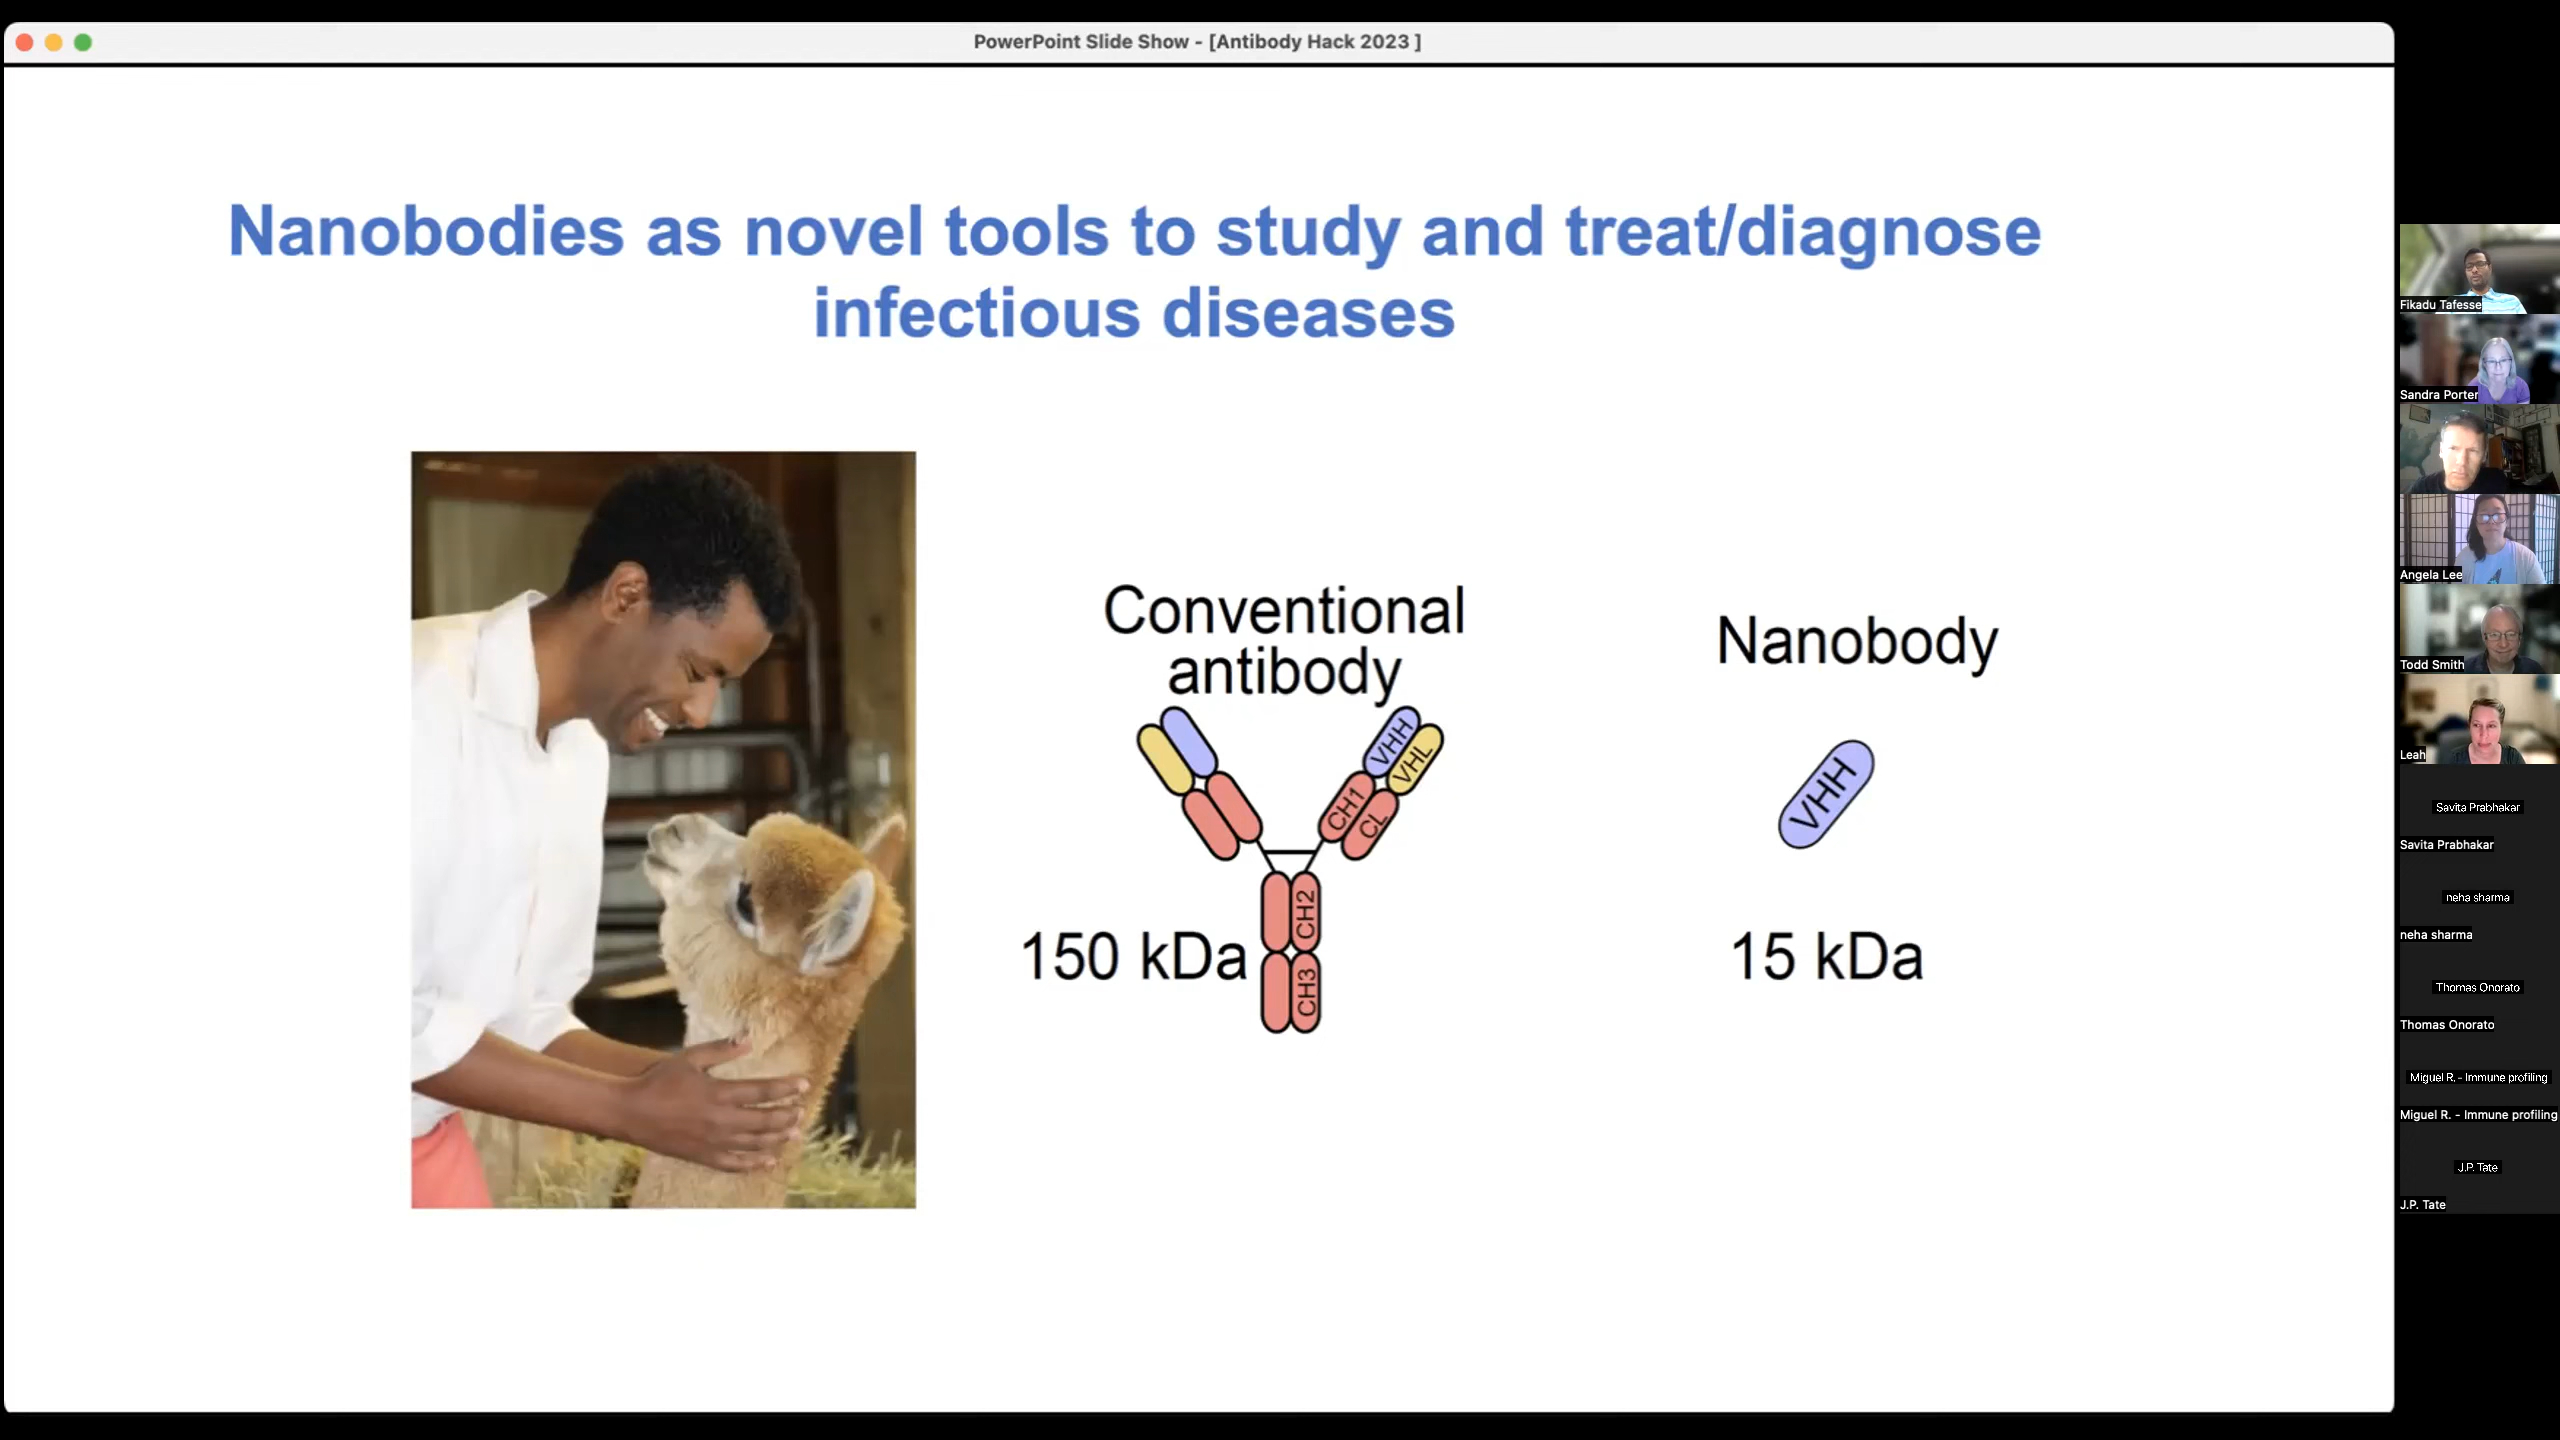 PowerPoint Slide Show - [Antibody Hack 2023 ]
Nanobodies as novel tools to study and treat/diagnose
infectious diseases
Conventional
antibody
VHH
VHL
CH1
CL
CH2
CH3
150 kDa
Nanobody
VHH
15 kDa
Fikadu Tafesse
Sandra Porter
Angela Lee
Todd Smith
Leah
Savita Prabhakar
Savita Prabhakar
neha sharma
neha sharma
Thomas Onorato
Thomas Onorato
Miguel R. - Immune profiling
Miguel R. - Immune profiling
J.P. Tate
J.P. Tate